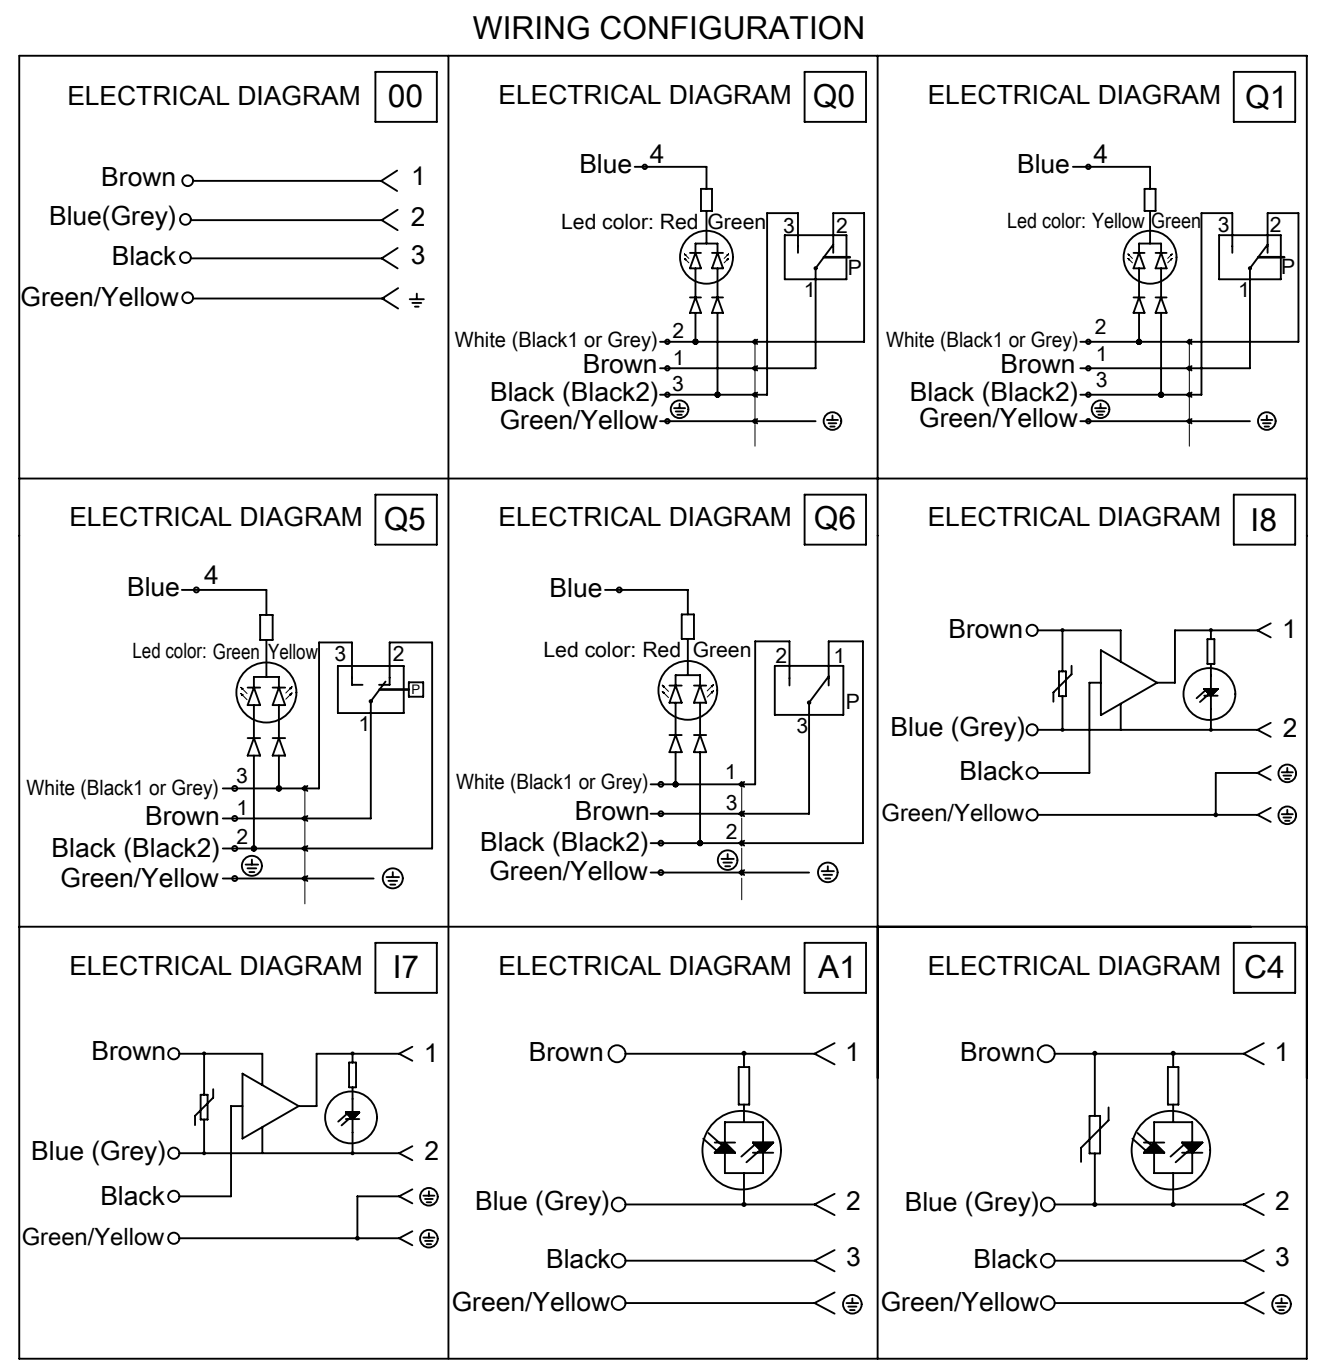 WIRING CONFIGURATION
ELECTRICAL DIAGRAM 00
Brown 1
Blue(Grey) 2
Black 3
Green/Yellow
ELECTRICAL DIAGRAM Q0
Blue 4
Led color: Red Green
3 2
P
1
White (Black1 or Grey) 2
Brown 1
Black (Black2) 3
Green/Yellow
ELECTRICAL DIAGRAM Q1
Blue 4
Led color: Yellow Green
3 2
P
1
White (Black1 or Grey) 2
Brown 1
Black (Black2) 3
Green/Yellow
ELECTRICAL DIAGRAM Q5
Blue 4
Led color: Green Yellow
3 2
P
1
White (Black1 or Grey) 3
Brown 1
Black (Black2) 2
Green/Yellow
ELECTRICAL DIAGRAM Q6
Blue
Led color: Red Green
2 1
P
3
White (Black1 or Grey) 1
Brown 3
Black (Black2) 2
Green/Yellow
ELECTRICAL DIAGRAM I8
Brown 1
Blue (Grey) 2
Black
Green/Yellow
ELECTRICAL DIAGRAM I7
Brown 1
Blue (Grey) 2
Black
Green/Yellow
ELECTRICAL DIAGRAM A1
Brown 1
Blue (Grey) 2
Black 3
Green/Yellow
ELECTRICAL DIAGRAM C4
Brown 1
Blue (Grey) 2
Black 3
Green/Yellow